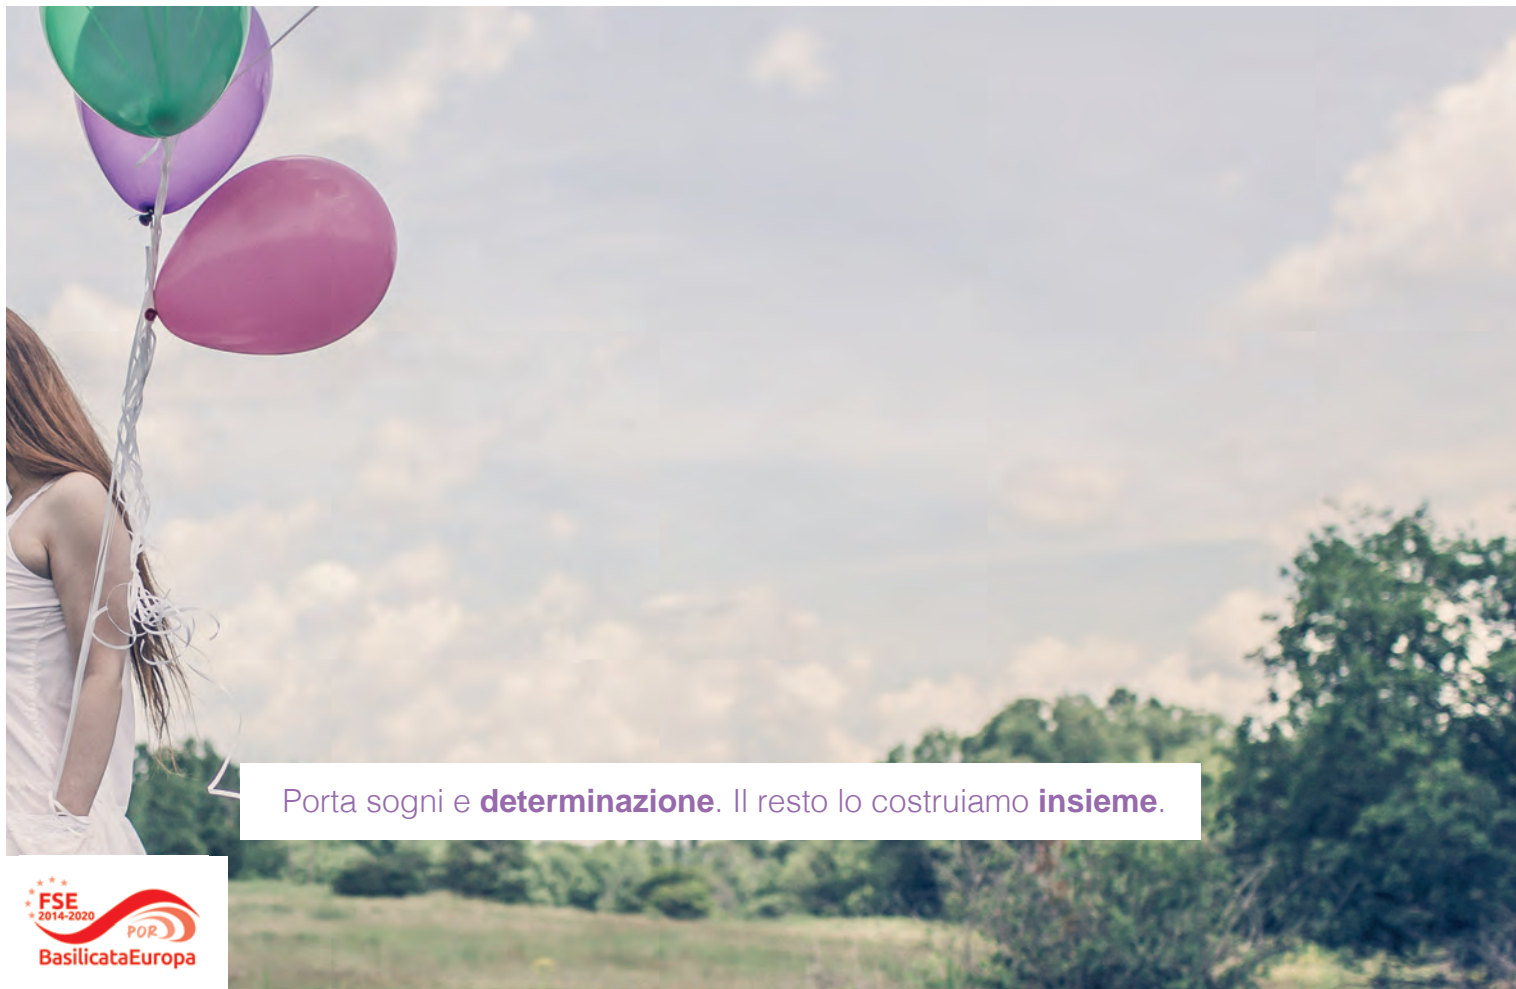 Porta sogni e determinazione. Il resto lo costruiamo insieme.
FSE
2014-2020
POR
BasilicataEuropa